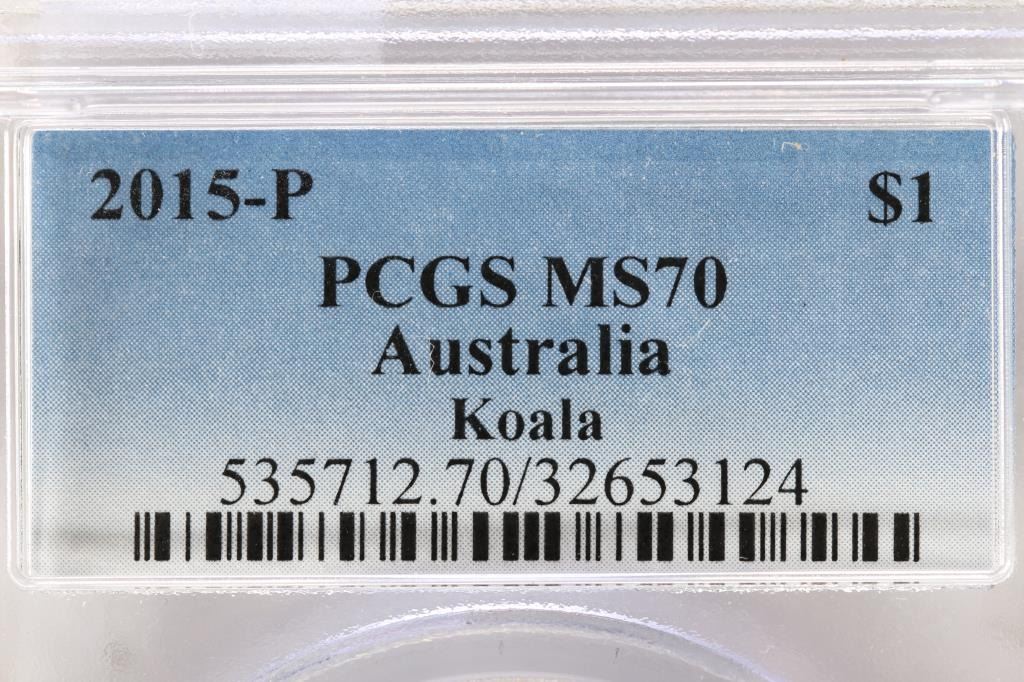 2015-P $1
PCGS MS70
Australia
Koala
535712.70/32653124